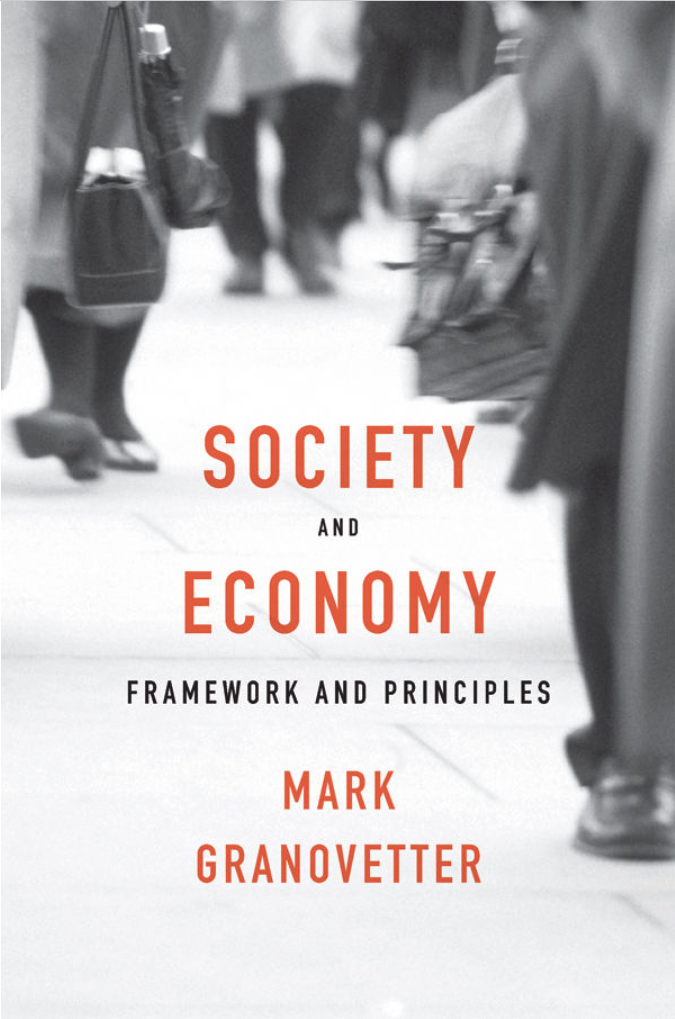 SOCIETY
AND
ECONOMY
FRAMEWORK AND PRINCIPLES
MARK
GRANOVETTER